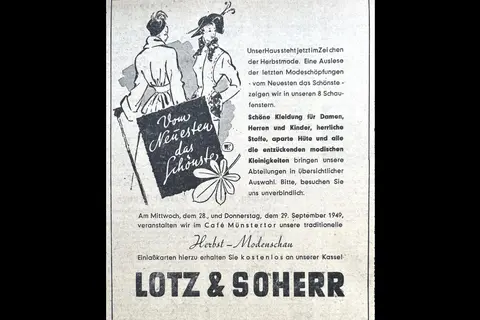 Unser Haus steht jetzt im Zeichen
der Herbstmode. Eine Auslese
der letzten Modeschöpfungen
- vom Neuesten das Schönste -
zeigen wir in unseren 8 Schau-
fenstern.
Schöne Kleidung für Damen,
Herren und Kinder, herrliche
Stoffe, aparte Hüte und alle
die entzückenden modischen
Kleinigkeiten bringen unsere
Abteilungen in übersichtlicher
Auswahl. Bitte, besuchen Sie
uns unverbindlich.
Vom
Neuesten
das
Schönste
Am Mittwoch, dem 28., und Donnerstag, dem 29. September 1949,
veranstalten wir im Café Münstertor unsere traditionelle
Herbst - Modenschau
Einlaßkarten hierzu erhalten Sie kostenlos an unserer Kasse!
LOTZ & SOHERR